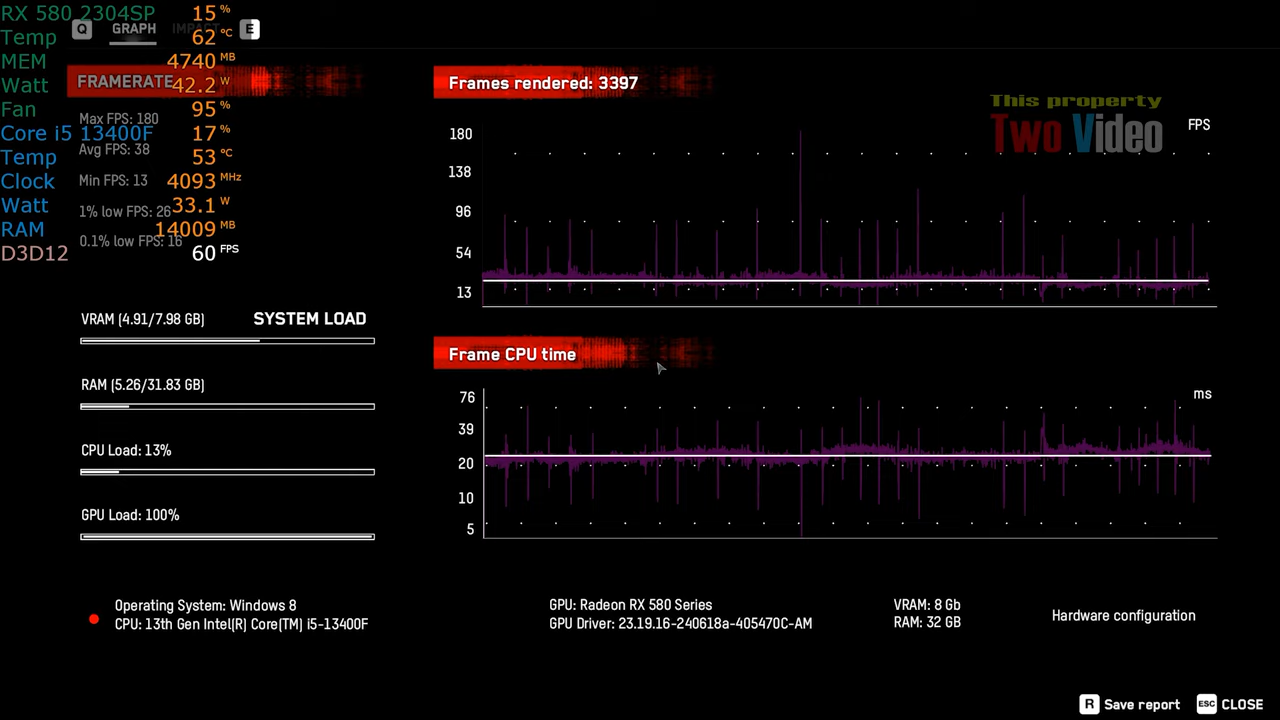 RX 580 2304SP 15 %
Temp 62 °C
MEM 4740 MB
Watt 42.2 W
Fan 95 %
Core i5 13400F 17 %
Temp 53 °C
Clock 4093 MHz
Watt 33.1 W
RAM 14009 MB
D3D12 60 FPS
Q GRAPH IMPACT E
FRAMERATE
Max FPS: 180
Avg FPS: 38
Min FPS: 13
1% low FPS: 26
0.1% low FPS: 16
Frames rendered: 3397
This property
Two Video
FPS
180
138
96
54
13
VRAM (4.91/7.98 GB) SYSTEM LOAD
RAM (5.26/31.83 GB)
CPU Load: 13%
GPU Load: 100%
Frame CPU time
ms
76
39
20
10
5
Operating System: Windows 8
CPU: 13th Gen Intel(R) Core(TM) i5-13400F
GPU: Radeon RX 580 Series
GPU Driver: 23.19.16-240618a-405470C-AM
VRAM: 8 Gb
RAM: 32 GB
Hardware configuration
R Save report ESC CLOSE